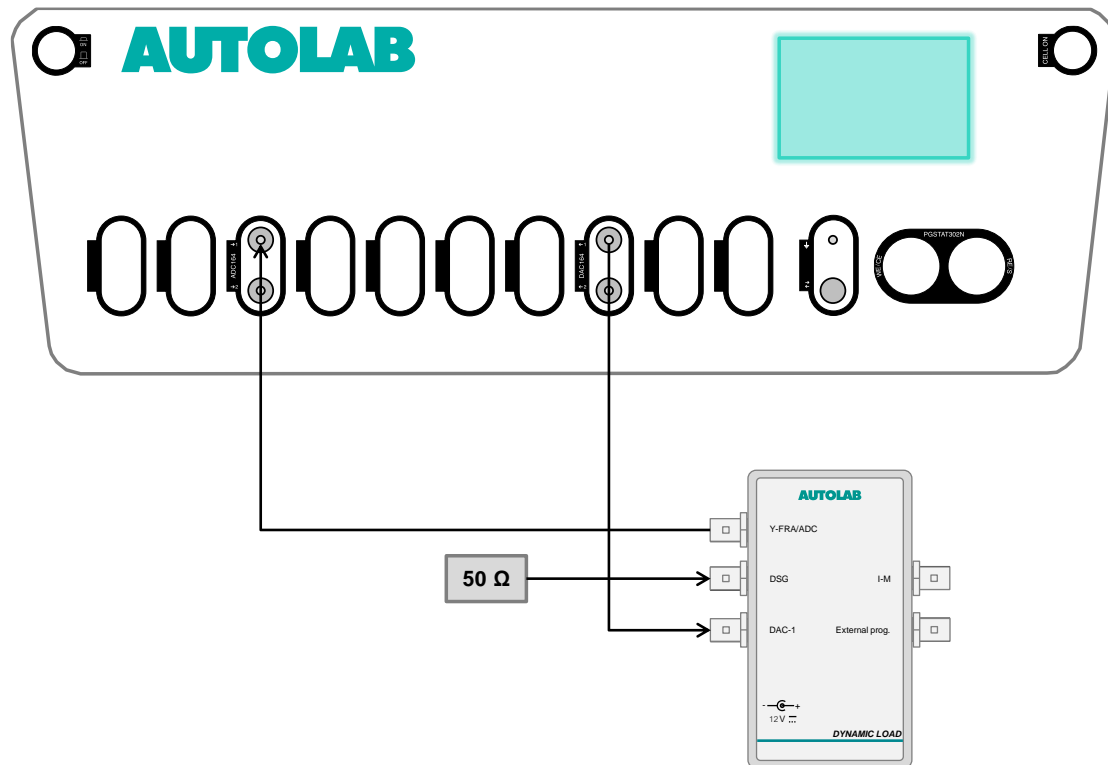 AUTOLAB
CELL ON
ADC164
DAC164
PGSTAT302N
WE/CE
RE/S
AUTOLAB
Y-FRA/ADC
50 Ω
DSG
I-M
DAC-1
External prog.
- +
12 V
DYNAMIC LOAD